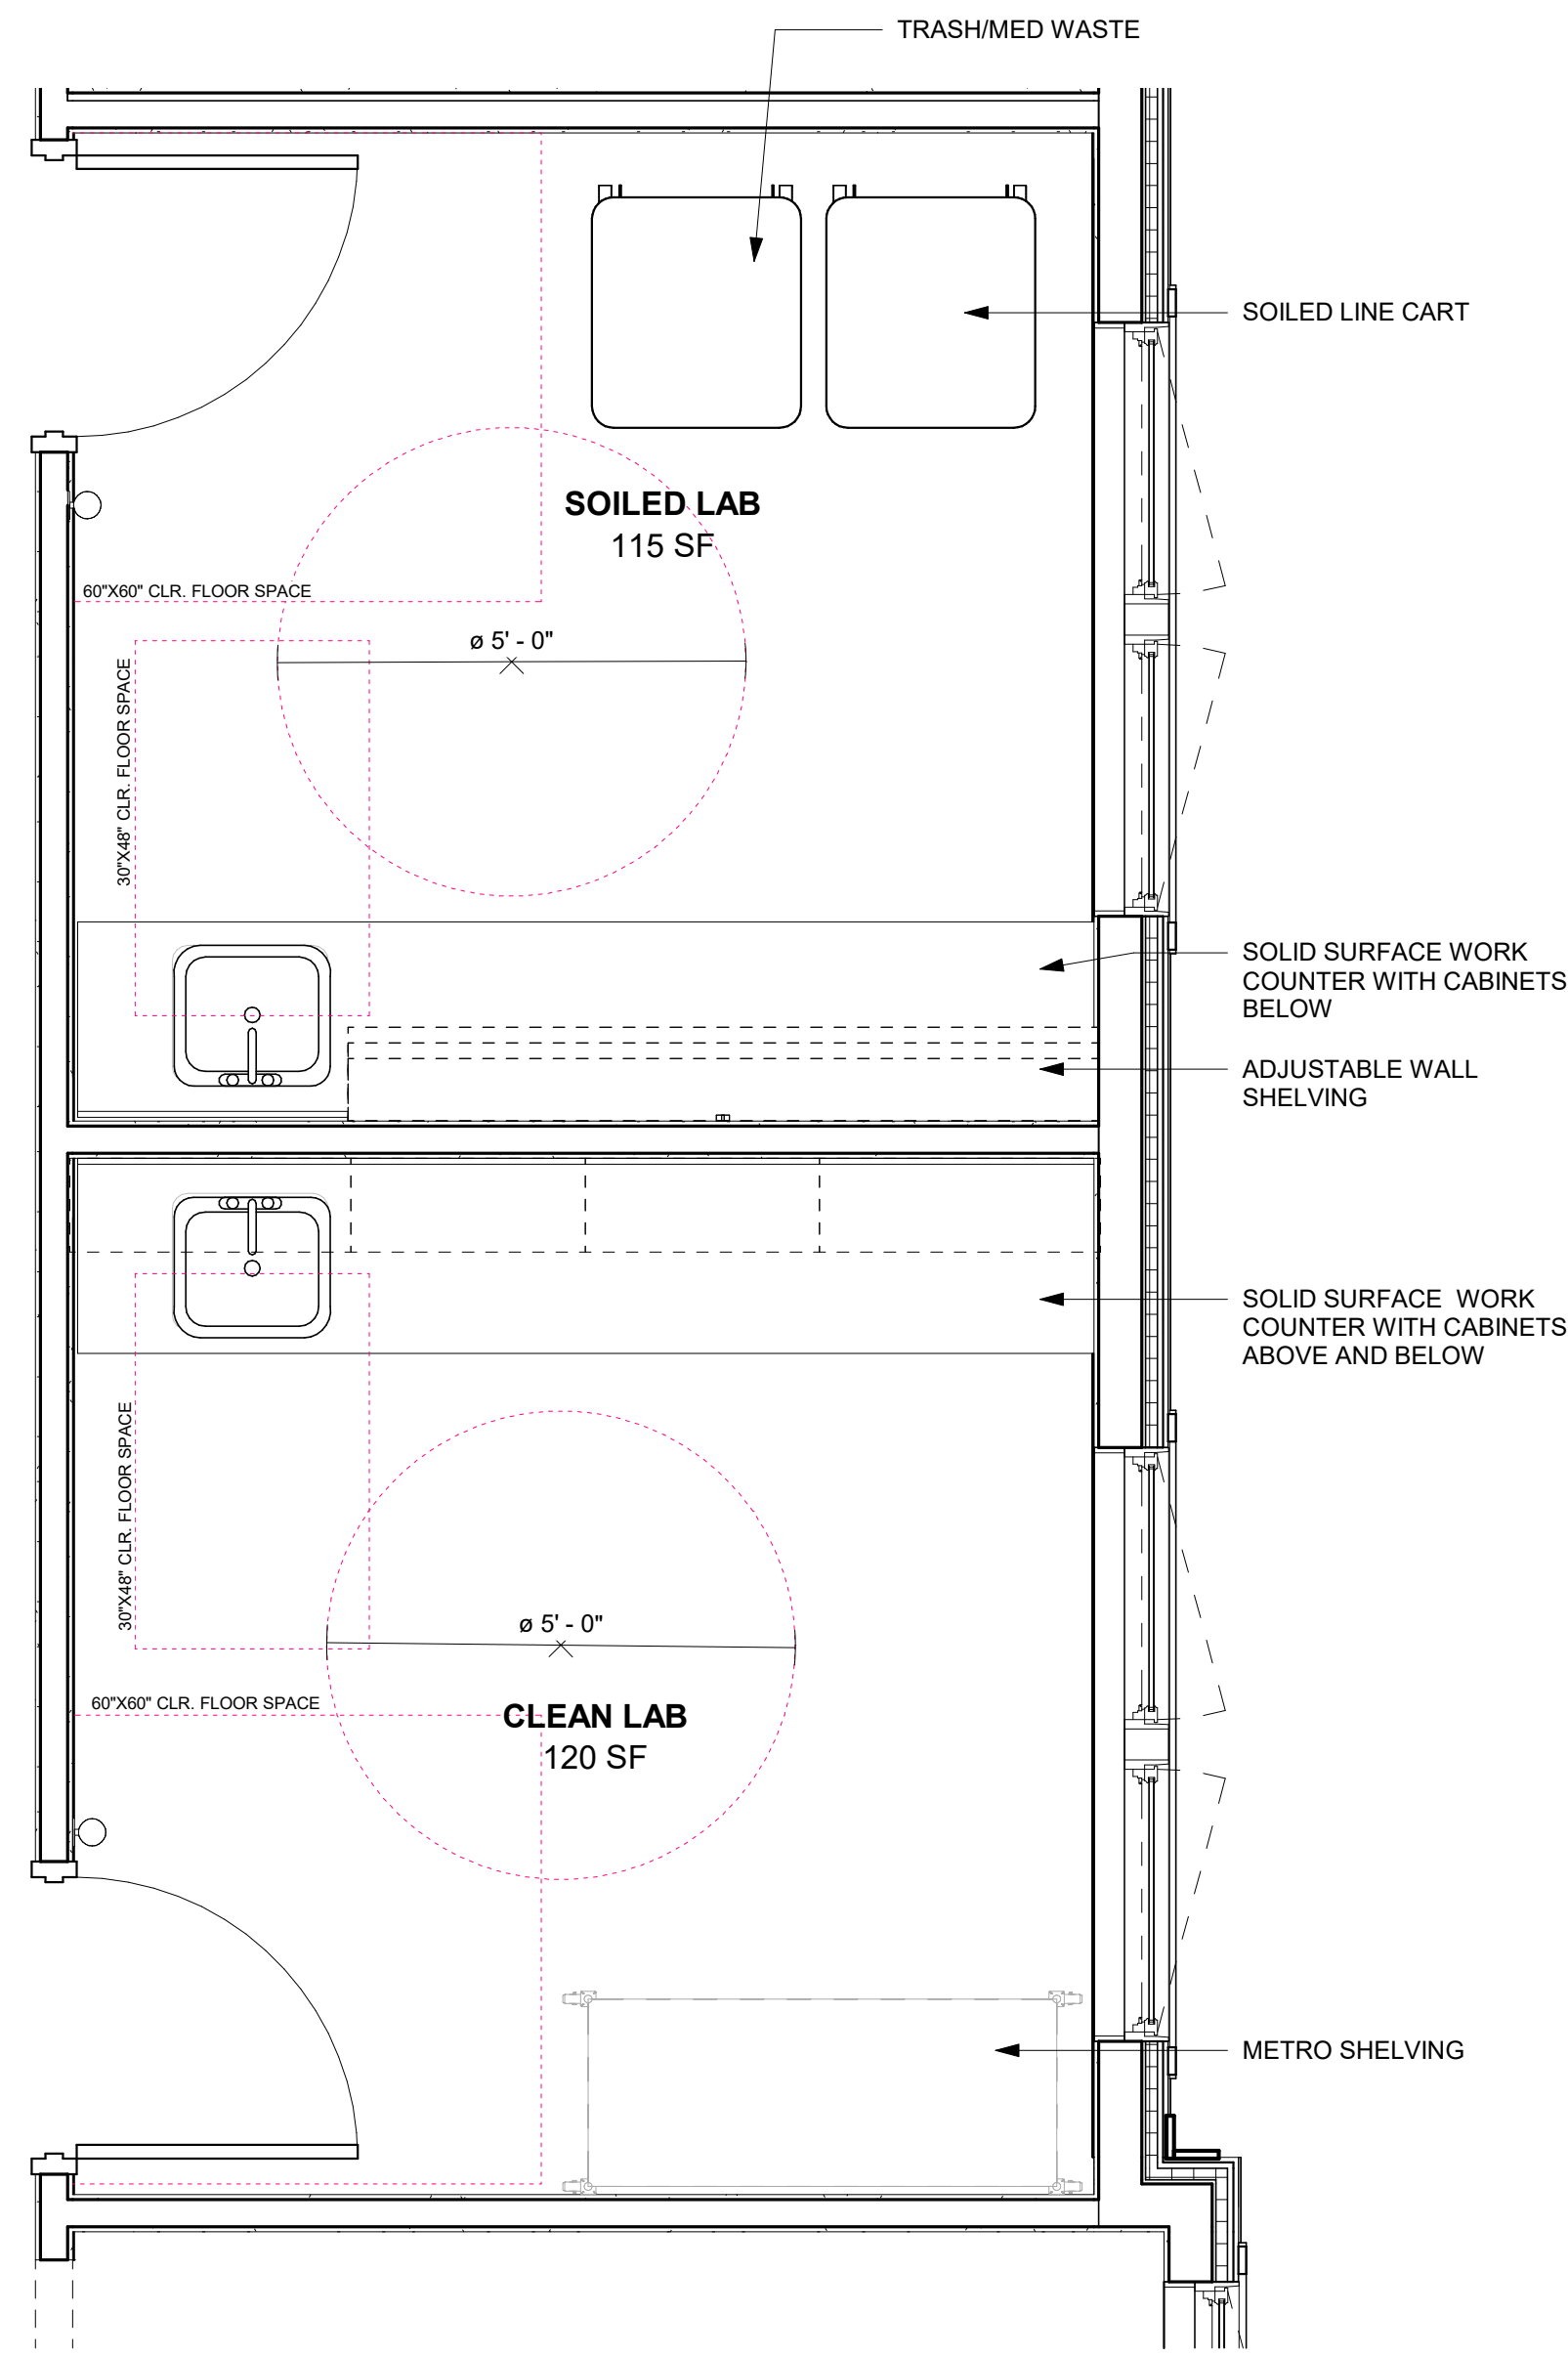 TRASH/MED WASTE
SOILED LINE CART
SOILED LAB
115 SF
60"X60" CLR. FLOOR SPACE
ø 5' - 0"
30"X48" CLR. FLOOR SPACE
SOLID SURFACE WORK
COUNTER WITH CABINETS
BELOW
ADJUSTABLE WALL
SHELVING
SOLID SURFACE  WORK
COUNTER WITH CABINETS
ABOVE AND BELOW
30"X48" CLR. FLOOR SPACE
ø 5' - 0"
60"X60" CLR. FLOOR SPACE
CLEAN LAB
120 SF
METRO SHELVING